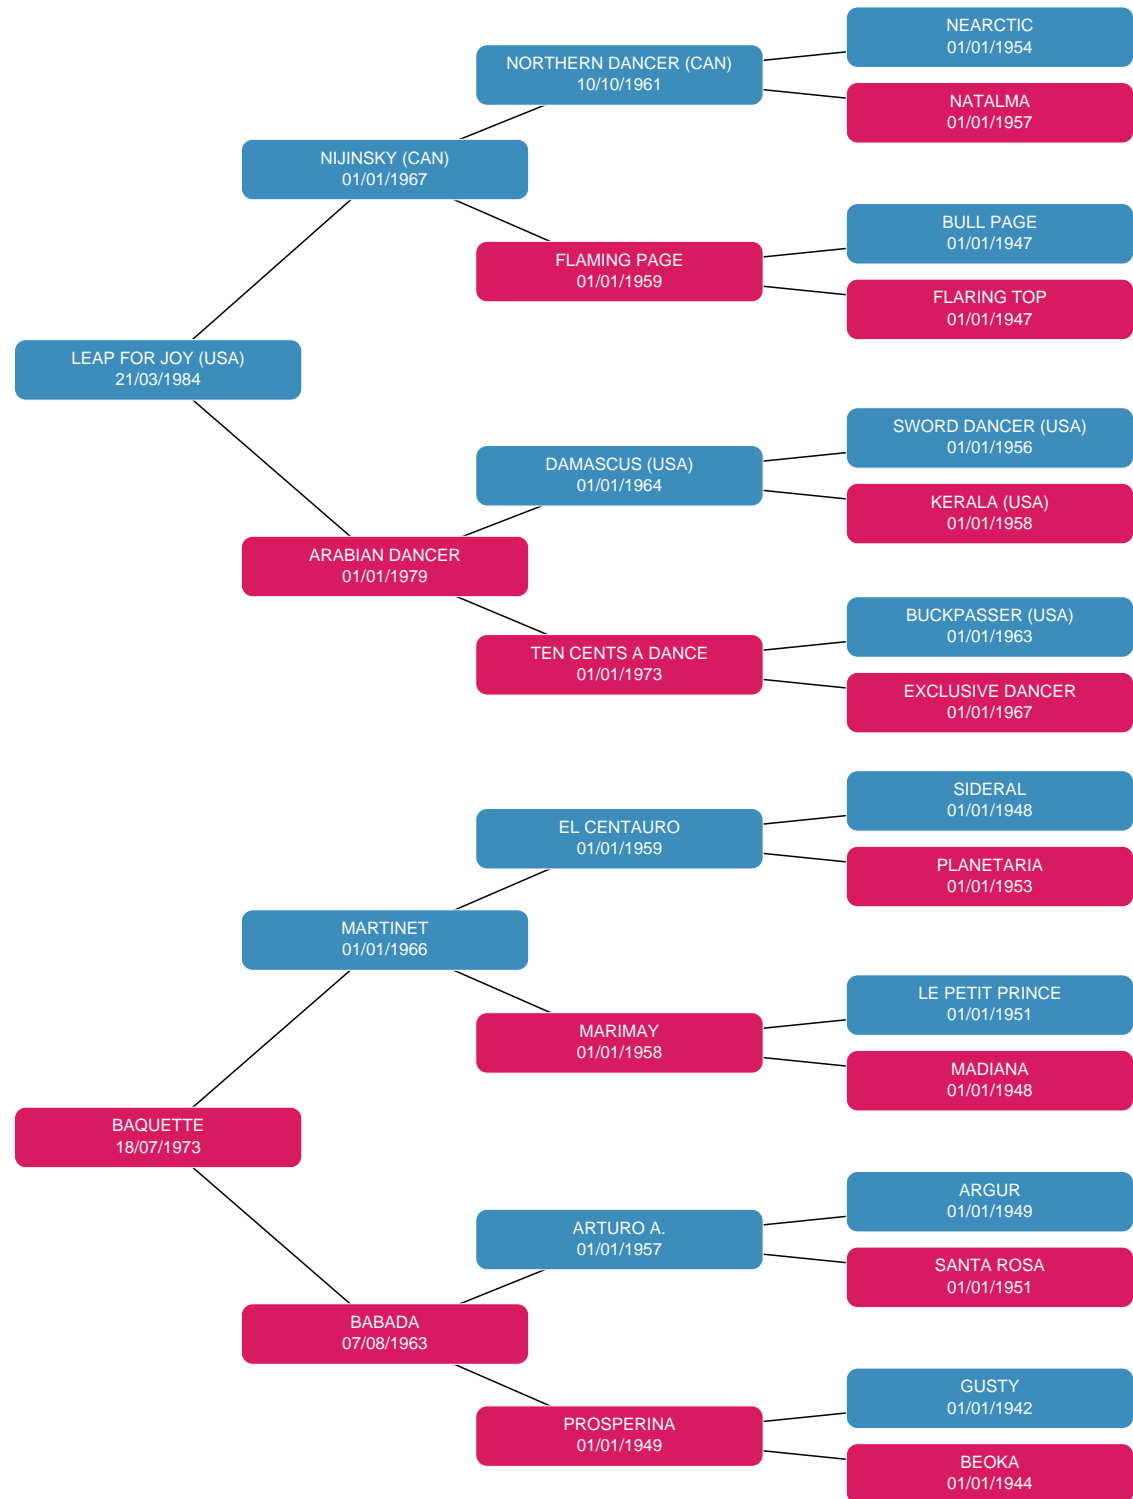 NEARCTIC
01/01/1954
NORTHERN DANCER (CAN)
10/10/1961
NATALMA
01/01/1957
NIJINSKY (CAN)
01/01/1967
BULL PAGE
01/01/1947
FLAMING PAGE
01/01/1959
FLARING TOP
01/01/1947
LEAP FOR JOY (USA)
21/03/1984
SWORD DANCER (USA)
01/01/1956
DAMASCUS (USA)
01/01/1964
KERALA (USA)
01/01/1958
ARABIAN DANCER
01/01/1979
BUCKPASSER (USA)
01/01/1963
TEN CENTS A DANCE
01/01/1973
EXCLUSIVE DANCER
01/01/1967
SIDERAL
01/01/1948
EL CENTAURO
01/01/1959
PLANETARIA
01/01/1953
MARTINET
01/01/1966
LE PETIT PRINCE
01/01/1951
MARIMAY
01/01/1958
MADIANA
01/01/1948
BAQUETTE
18/07/1973
ARGUR
01/01/1949
ARTURO A.
01/01/1957
SANTA ROSA
01/01/1951
BABADA
07/08/1963
GUSTY
01/01/1942
PROSPERINA
01/01/1949
BEOKA
01/01/1944